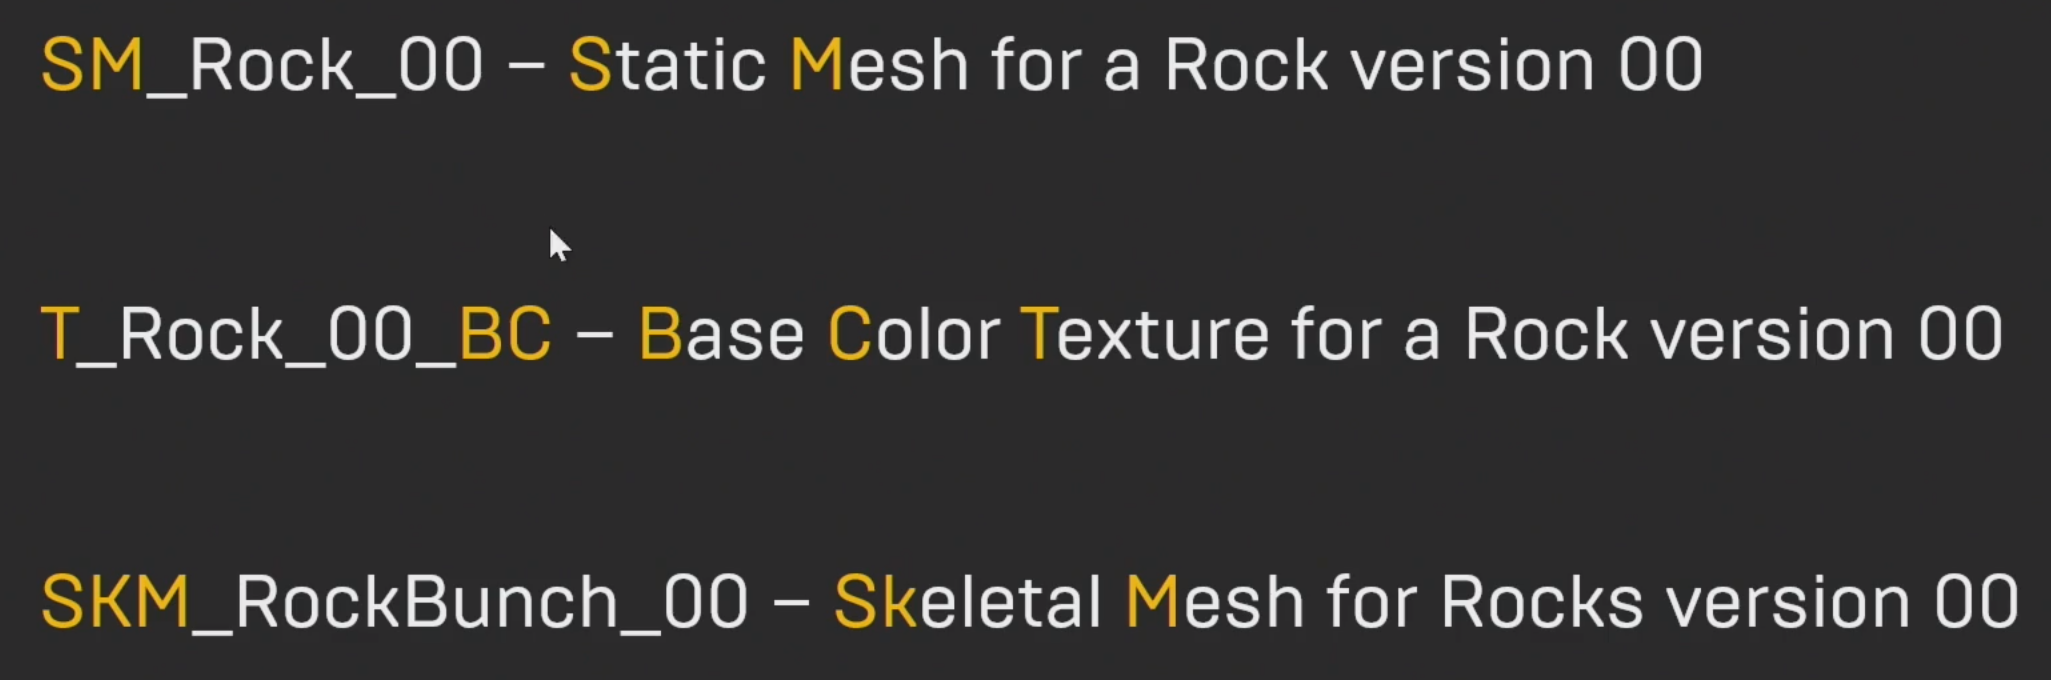 SM_Rock_00 – Static Mesh for a Rock version 00
T_Rock_00_BC – Base Color Texture for a Rock version 00
SKM_RockBunch_00 – Skeletal Mesh for Rocks version 00